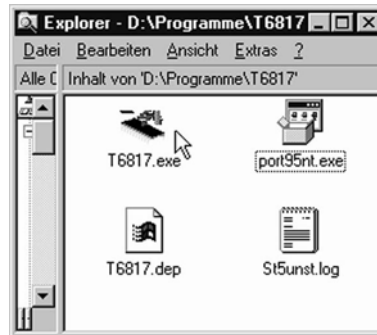 Explorer - D:\Programme\T6817
Datei Bearbeiten Ansicht Extras ?
Alle Inhalt von 'D:\Programme\T6817'
T6817.exe port95nt.exe
T6817.dep St5unst.log